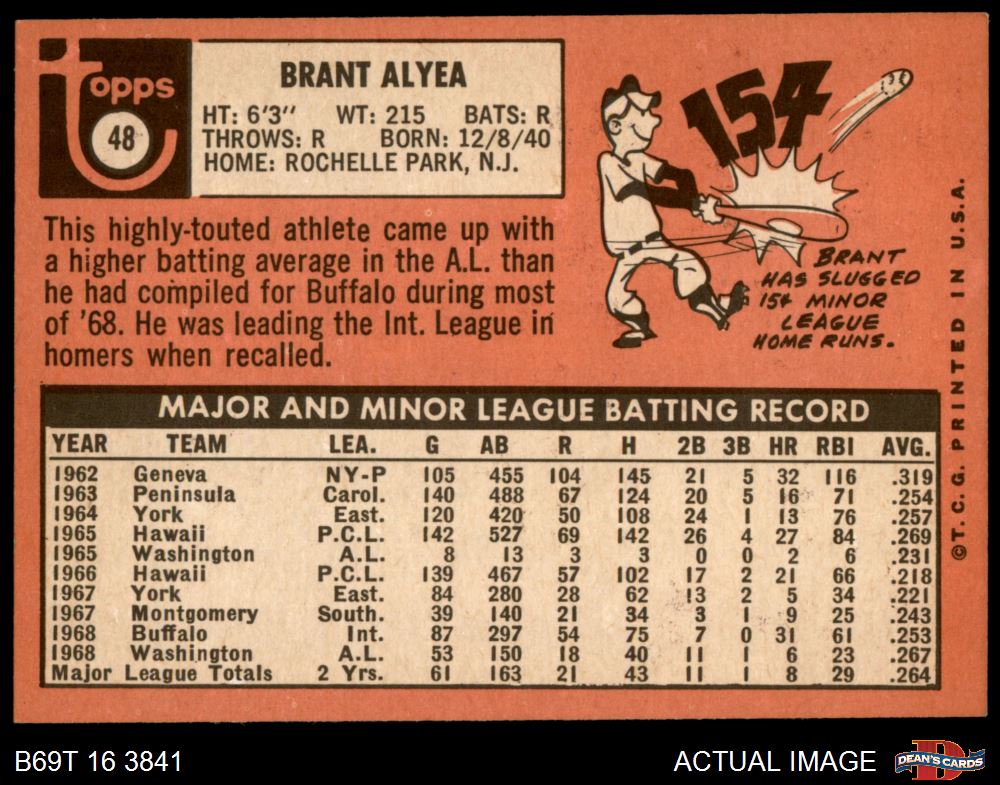 Topps
48
BRANT ALYEA
HT: 6'3" WT: 215 BATS: R
THROWS: R BORN: 12/8/40
HOME: ROCHELLE PARK, N.J.
This highly-touted athlete came up with
a higher batting average in the A.L. than
he had compiled for Buffalo during most
of '68. He was leading the Int. League in
homers when recalled.
154
BRANT
HAS SLUGGED
154 MINOR
LEAGUE
HOME RUNS.
MAJOR AND MINOR LEAGUE BATTING RECORD
YEAR TEAM LEA. G AB R H 2B 3B HR RBI AVG.
1962 Geneva NY-P 105 455 104 145 21 5 32 116 .319
1963 Peninsula Carol. 140 488 67 124 20 5 16 71 .254
1964 York East. 120 420 50 108 24 1 13 76 .257
1965 Hawaii P.C.L. 142 527 69 142 26 4 27 84 .269
1965 Washington A.L. 8 13 3 3 0 0 2 6 .231
1966 Hawaii P.C.L. 139 467 57 102 17 2 21 66 .218
1967 York East. 84 280 28 62 13 2 5 34 .221
1967 Montgomery South. 39 140 21 34 3 1 9 25 .243
1968 Buffalo Int. 87 297 54 75 7 0 31 61 .253
1968 Washington A.L. 53 150 18 40 11 1 6 23 .267
Major League Totals 2 Yrs. 61 163 21 43 11 1 8 29 .264
©T.C.G. PRINTED IN U.S.A.
B69T 16 3841
ACTUAL IMAGE
D
DEAN'S CARDS